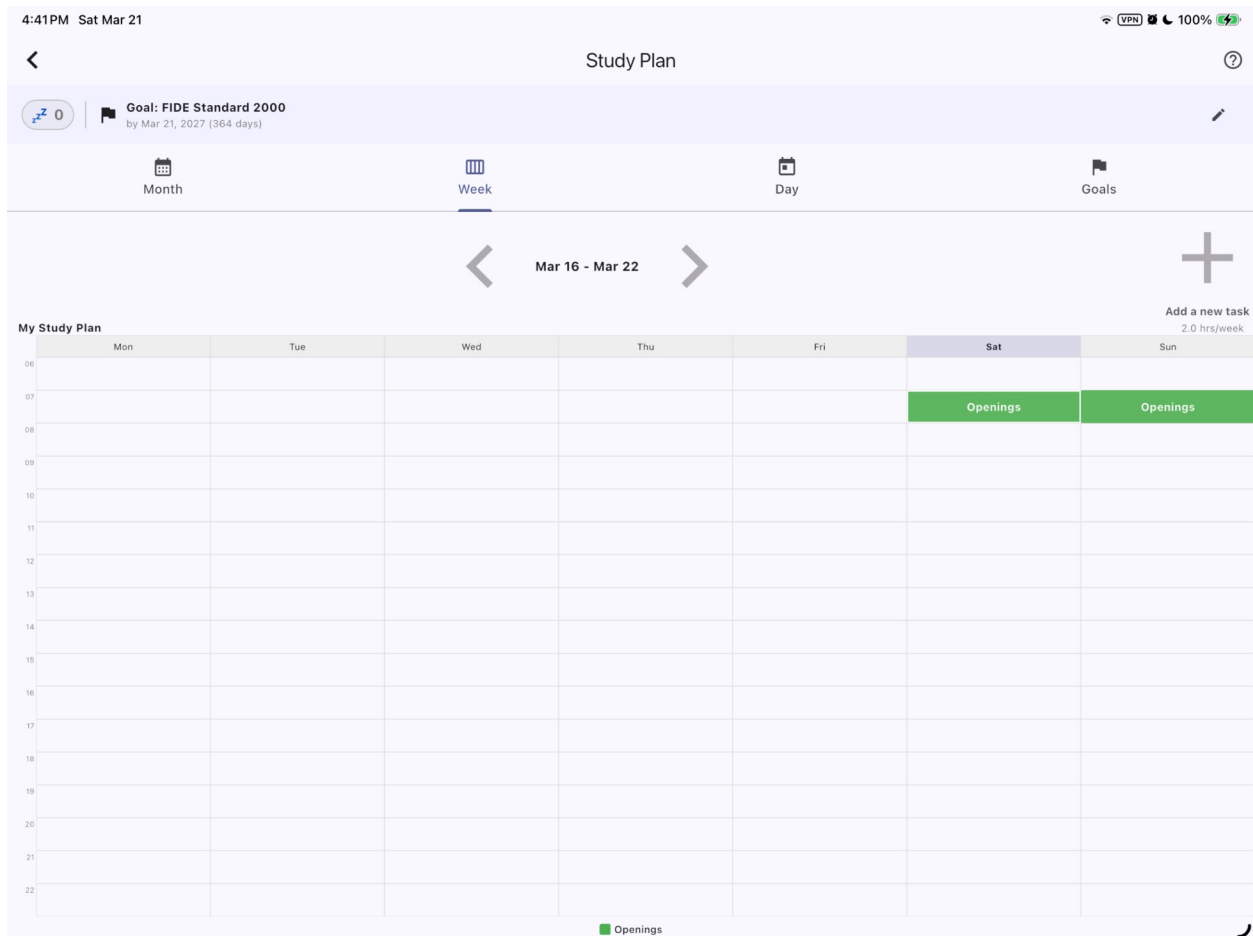 4:41 PM Sat Mar 21
VPN 100%
Study Plan
?
zzZ 0
Goal: FIDE Standard 2000
by Mar 21, 2027 (364 days)
Month Week Day Goals
Mar 16 - Mar 22
Add a new task
My Study Plan
2.0 hrs/week
Mon Tue Wed Thu Fri Sat Sun
06
07
Openings Openings
08
09
10
11
12
13
14
15
16
17
18
19
20
21
22
Openings